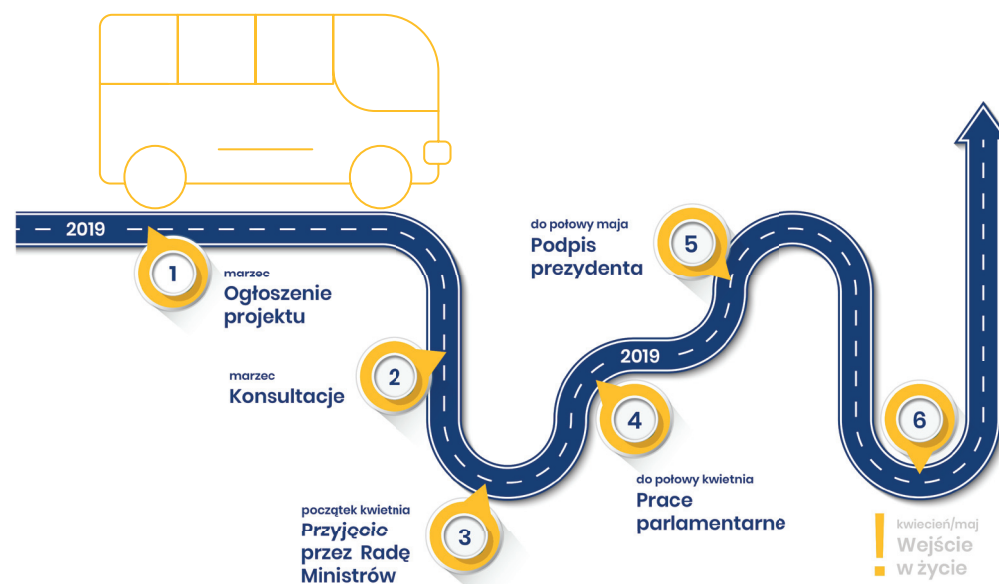 2019
1
marzec
Ogłoszenie
projektu
2
marzec
Konsultacje
3
początek kwietnia
Przyjęcie
przez Radę
Ministrów
2019
4
do połowy kwietnia
Prace
parlamentarne
5
do połowy maja
Podpis
prezydenta
6
!
kwiecień/maj
Wejście
w życie